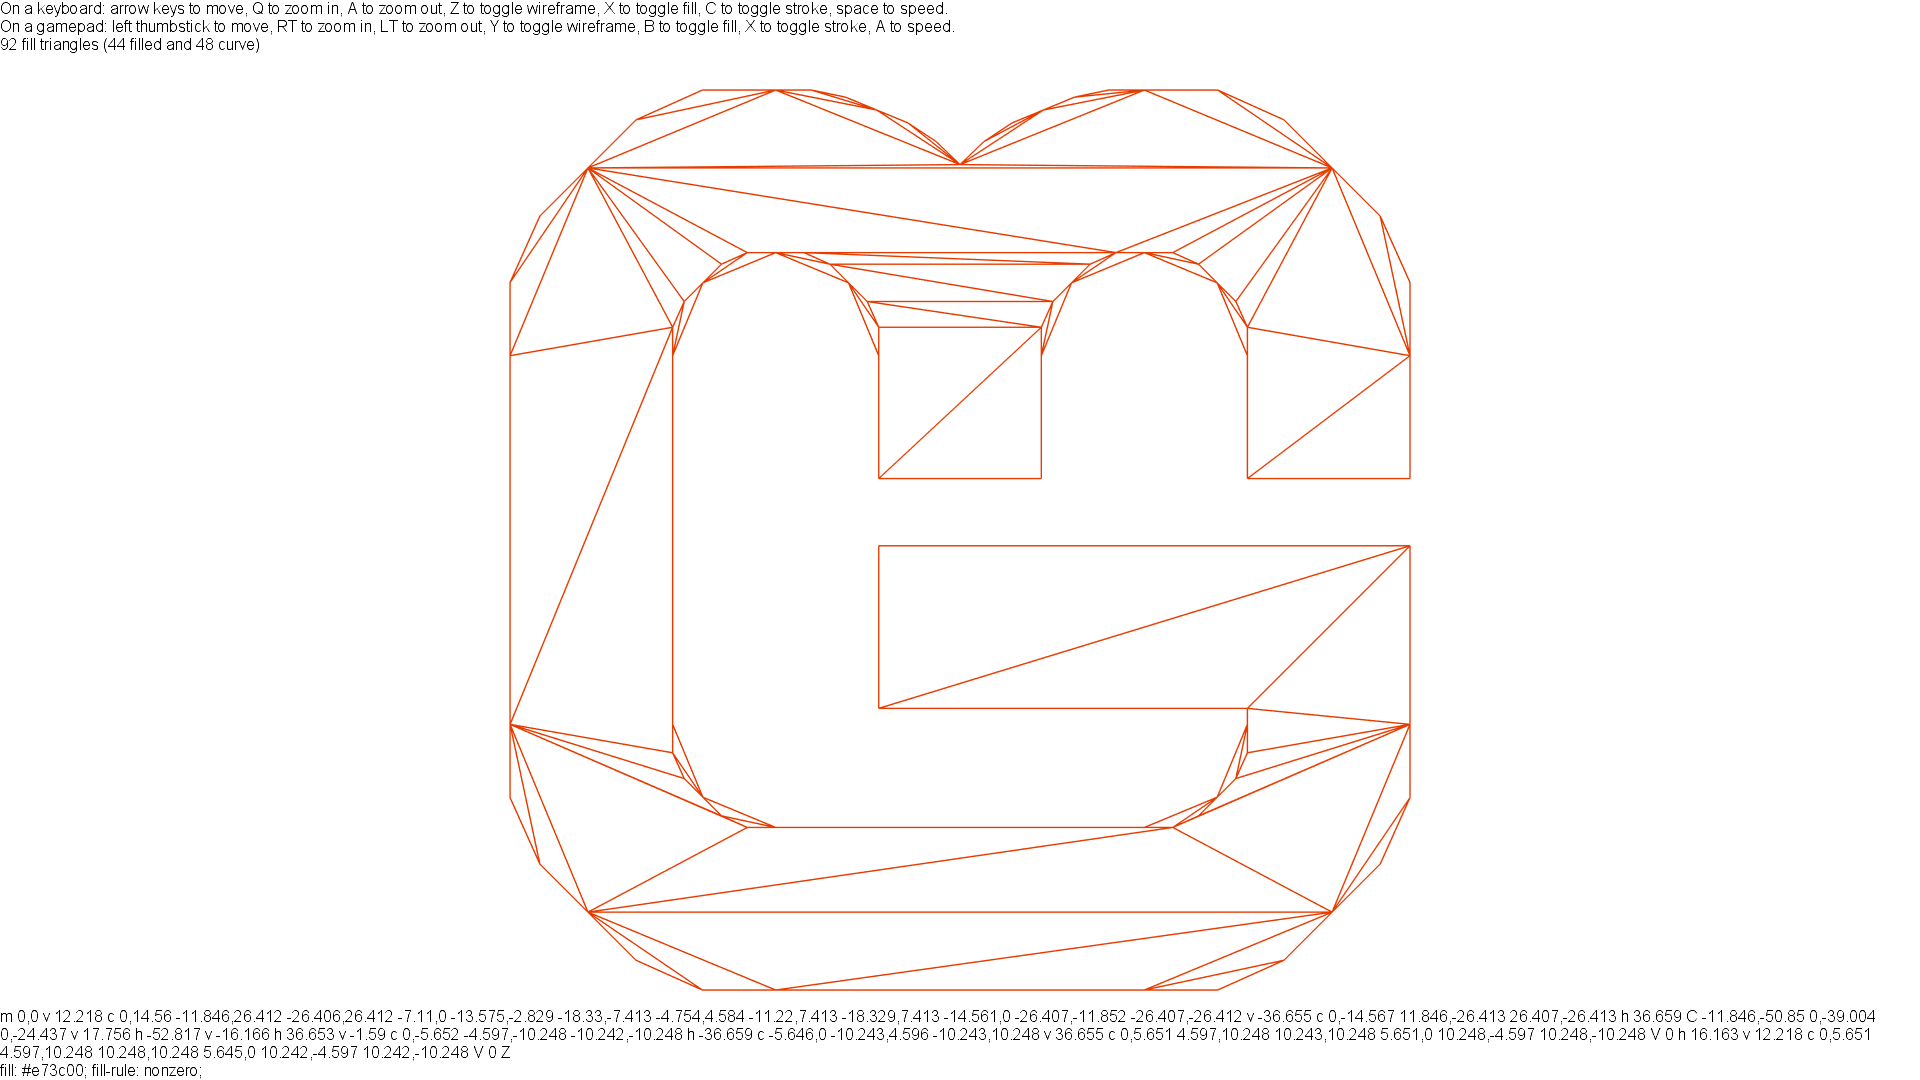 On a keyboard: arrow keys to move, Q to zoom in, A to zoom out, Z to toggle wireframe, X to toggle fill, C to toggle stroke, space to speed.
On a gamepad: left thumbstick to move, RT to zoom in, LT to zoom out, Y to toggle wireframe, B to toggle fill, X to toggle stroke, A to speed.
92 fill triangles (44 filled and 48 curve)
m 0,0 v 12.218 c 0,14.56 -11.846,26.412 -26.406,26.412 -7.11,0 -13.575,-2.829 -18.33,-7.413 -4.754,4.584 -11.22,7.413 -18.329,7.413 -14.561,0 -26.407,-11.852 -26.407,-26.412 v -36.655 c 0,-14.567 11.846,-26.413 26.407,-26.413 h 36.659 C -11.846,-50.85 0,-39.004
0,-24.437 v 17.756 h -52.817 v -16.166 h 36.653 v -1.59 c 0,-5.652 -4.597,-10.248 -10.242,-10.248 h -36.659 c -5.646,0 -10.243,4.596 -10.243,10.248 v 36.655 c 0,5.651 4.597,10.248 10.243,10.248 5.651,0 10.248,-4.597 10.248,-10.248 V 0 h 16.163 v 12.218 c 0,5.651
4.597,10.248 10.248,10.248 5.645,0 10.242,-4.597 10.242,-10.248 V 0 Z
fill: #e73c00; fill-rule: nonzero;